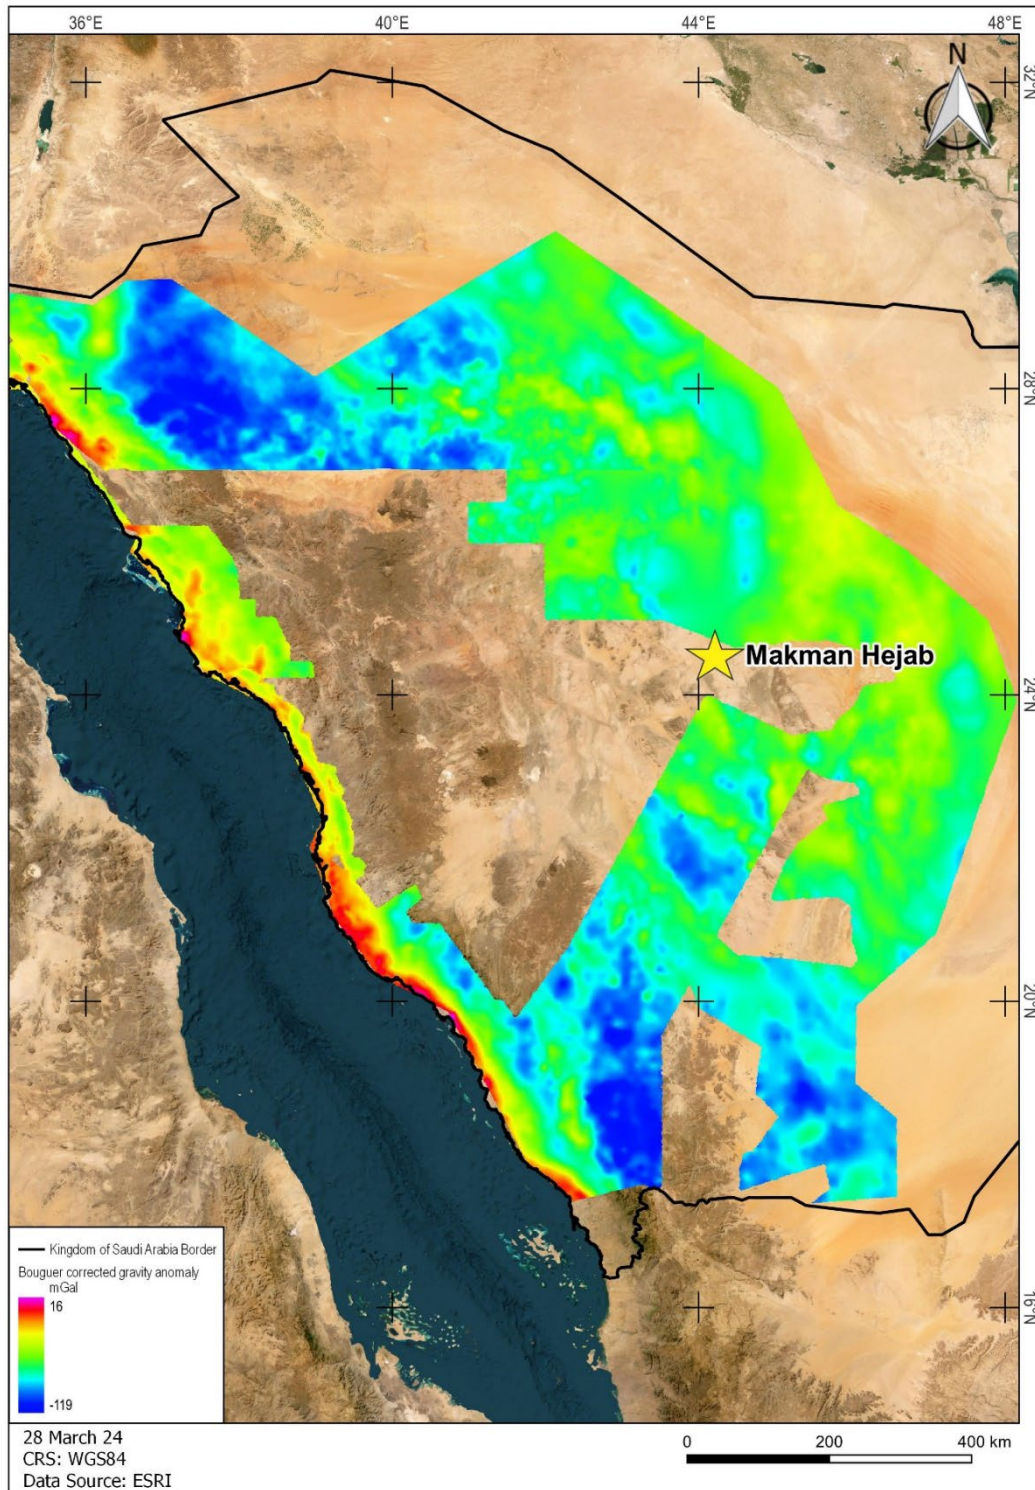 36°E
40°E
44°E
48°E
N
32°N
28°N
Makman Hejab
24°N
20°N
16°N
Kingdom of Saudi Arabia Border
Bouguer corrected gravity anomaly
mGal
16
-119
28 March 24
CRS: WGS84
Data Source: ESRI
0 200 400 km